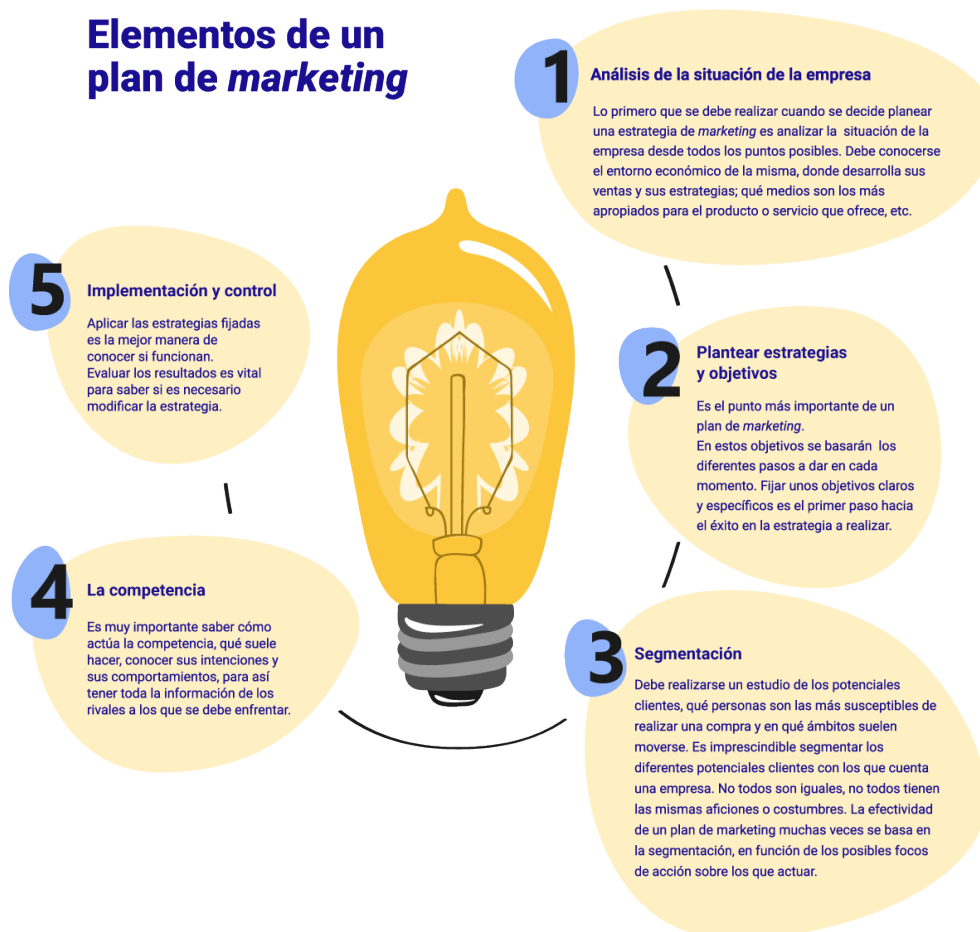 Elementos de un
plan de marketing
1
Análisis de la situación de la empresa
Lo primero que se debe realizar cuando se decide planear
una estrategia de marketing es analizar la situación de la
empresa desde todos los puntos posibles. Debe conocerse
el entorno económico de la misma, donde desarrolla sus
ventas y sus estrategias; qué medios son los más
apropiados para el producto o servicio que ofrece, etc.
2
Plantear estrategias
y objetivos
Es el punto más importante de un
plan de marketing.
En estos objetivos se basarán los
diferentes pasos a dar en cada
momento. Fijar unos objetivos claros
y específicos es el primer paso hacia
el éxito en la estrategia a realizar.
3
Segmentación
Debe realizarse un estudio de los potenciales
clientes, qué personas son las más susceptibles de
realizar una compra y en qué ámbitos suelen
moverse. Es imprescindible segmentar los
diferentes potenciales clientes con los que cuenta
una empresa. No todos son iguales, no todos tienen
las mismas aficiones o costumbres. La efectividad
de un plan de marketing muchas veces se basa en
la segmentación, en función de los posibles focos
de acción sobre los que actuar.
4
La competencia
Es muy importante saber cómo
actúa la competencia, qué suele
hacer, conocer sus intenciones y
sus comportamientos, para así
tener toda la información de los
rivales a los que se debe enfrentar.
5
Implementación y control
Aplicar las estrategias fijadas
es la mejor manera de
conocer si funcionan.
Evaluar los resultados es vital
para saber si es necesario
modificar la estrategia.